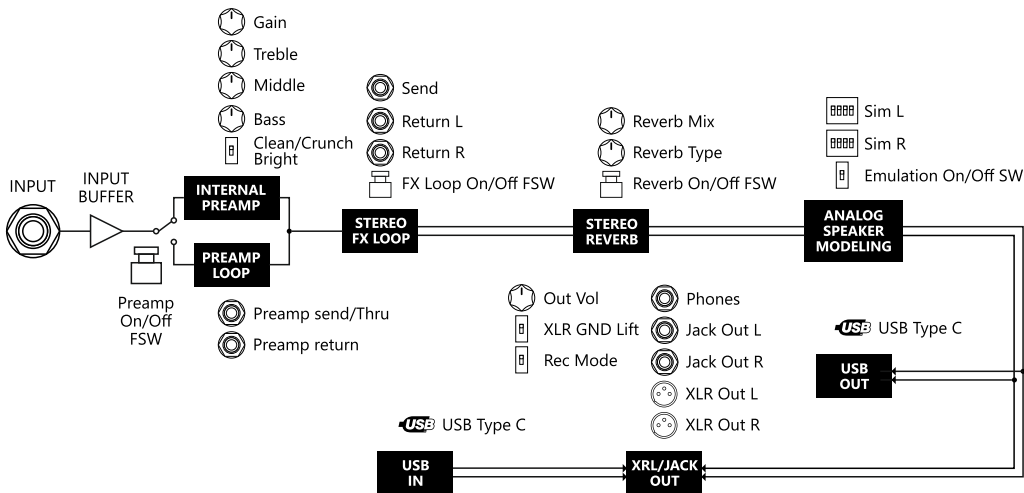 Gain
Treble
Middle
Bass
Clean/Crunch
Bright
Send
Return L
Return R
FX Loop On/Off FSW
Reverb Mix
Reverb Type
Reverb On/Off FSW
Sim L
Sim R
Emulation On/Off SW
INPUT
INPUT
BUFFER
INTERNAL
PREAMP
PREAMP
LOOP
STEREO
FX LOOP
STEREO
REVERB
ANALOG
SPEAKER
MODELING
Preamp
On/Off
FSW
Preamp send/Thru
Preamp return
Out Vol
XLR GND Lift
Rec Mode
Phones
Jack Out L
Jack Out R
XLR Out L
XLR Out R
USB USB Type C
USB
OUT
USB USB Type C
USB
IN
XRL/JACK
OUT